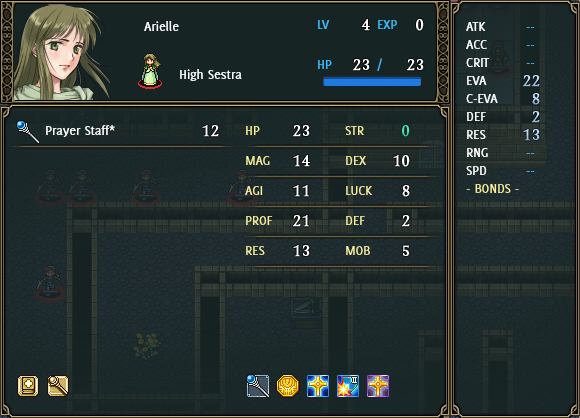 Arielle LV 4 EXP 0
High Sestra HP 23 / 23
Prayer Staff* 12
HP 23 STR 0
MAG 14 DEX 10
AGI 11 LUCK 8
PROF 21 DEF 2
RES 13 MOB 5
II
ATK --
ACC --
CRIT --
EVA 22
C-EVA 8
DEF 2
RES 13
RNG --
SPD --
- BONDS -